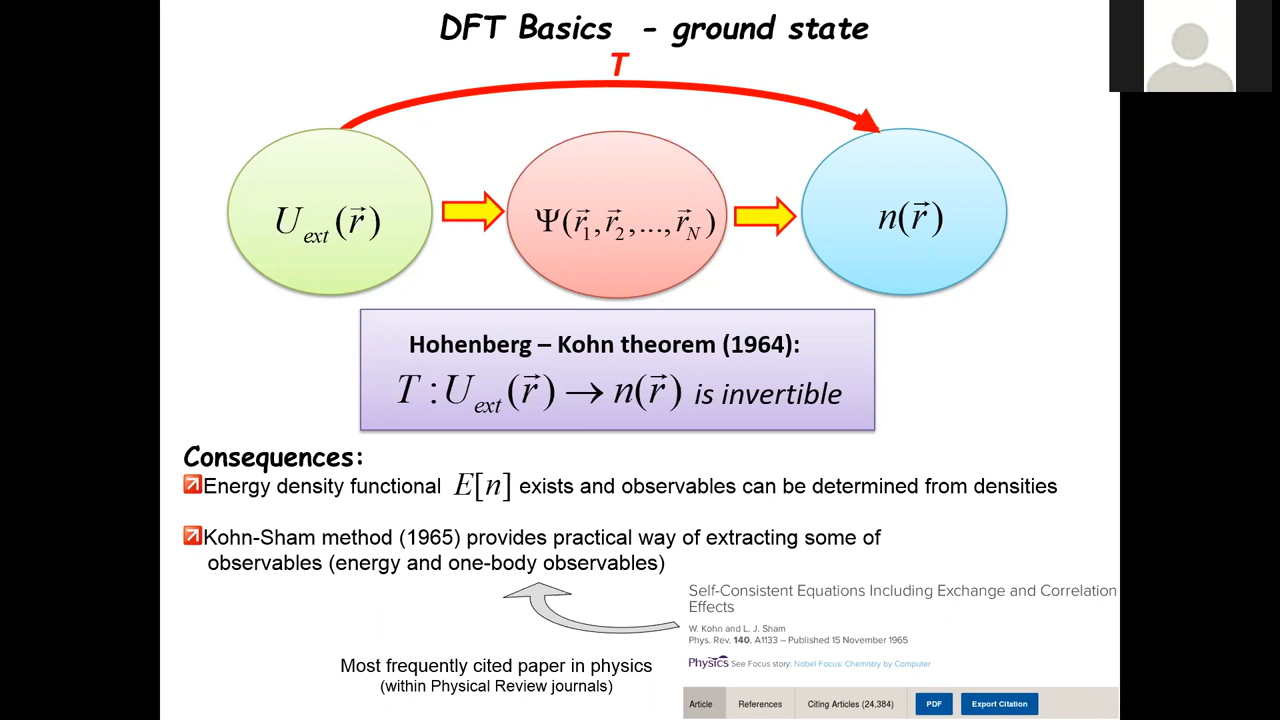 DFT Basics - ground state
T
U_ext(r⃗)
Ψ(r⃗₁,r⃗₂,...,r⃗_N)
n(r⃗)
Hohenberg – Kohn theorem (1964):
T : U_ext(r⃗) → n(r⃗) is invertible
Consequences:
Energy density functional E[n] exists and observables can be determined from densities
Kohn-Sham method (1965) provides practical way of extracting some of
observables (energy and one-body observables)
Self-Consistent Equations Including Exchange and Correlation
Effects
W. Kohn and L. J. Sham
Phys. Rev. 140, A1133 – Published 15 November 1965
Physics See Focus story: Nobel Focus: Chemistry by Computer
Most frequently cited paper in physics
(within Physical Review journals)
Article References Citing Articles (24,384) PDF Export Citation